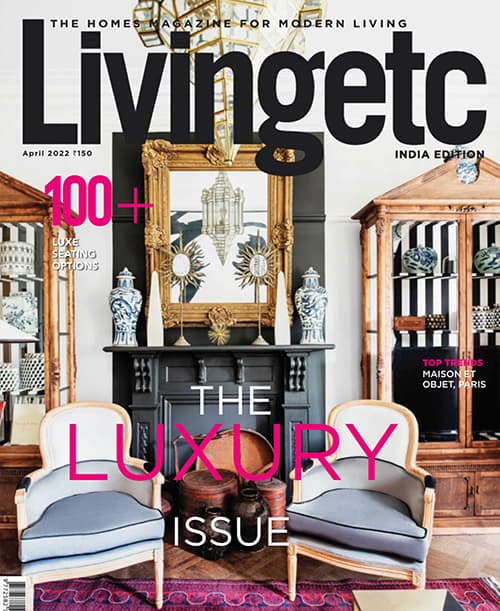 THE HOMES MAGAZINE FOR MODERN LIVING
Livingetc
April 2022 ₹150
INDIA EDITION
100+
LUXE
SEATING
OPTIONS
TOP TRENDS
MAISON ET
OBJET, PARIS
THE
LUXURY
ISSUE